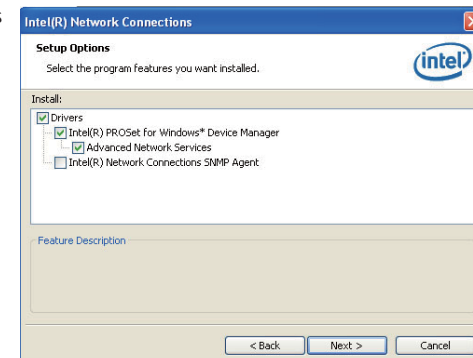 s
Intel(R) Network Connections
Setup Options
Select the program features you want installed.
intel
Install:
Drivers
Intel(R) PROSet for Windows* Device Manager
Advanced Network Services
Intel(R) Network Connections SNMP Agent
Feature Description
< Back Next > Cancel